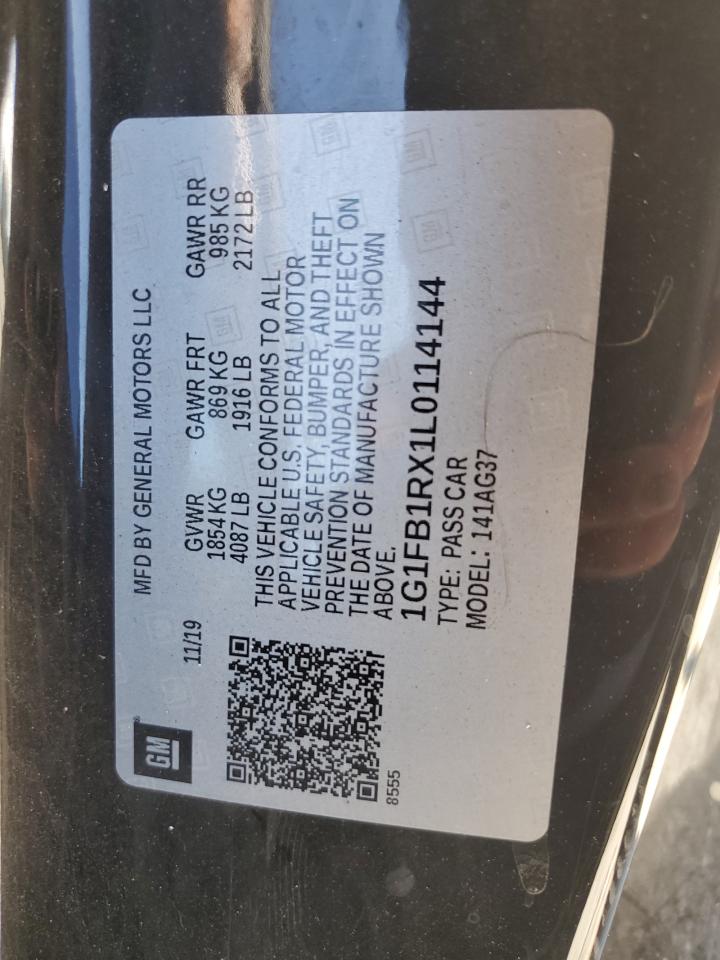 GM
MFD BY GENERAL MOTORS LLC
11/19
GVWR GAWR FRT GAWR RR
1854 KG 869 KG 985 KG
4087 LB 1916 LB 2172 LB
THIS VEHICLE CONFORMS TO ALL
APPLICABLE U.S. FEDERAL MOTOR
VEHICLE SAFETY, BUMPER, AND THEFT
PREVENTION STANDARDS IN EFFECT ON
THE DATE OF MANUFACTURE SHOWN
ABOVE.
1G1FB1RX1L0114144
TYPE: PASS CAR
MODEL: 141AG37
8555